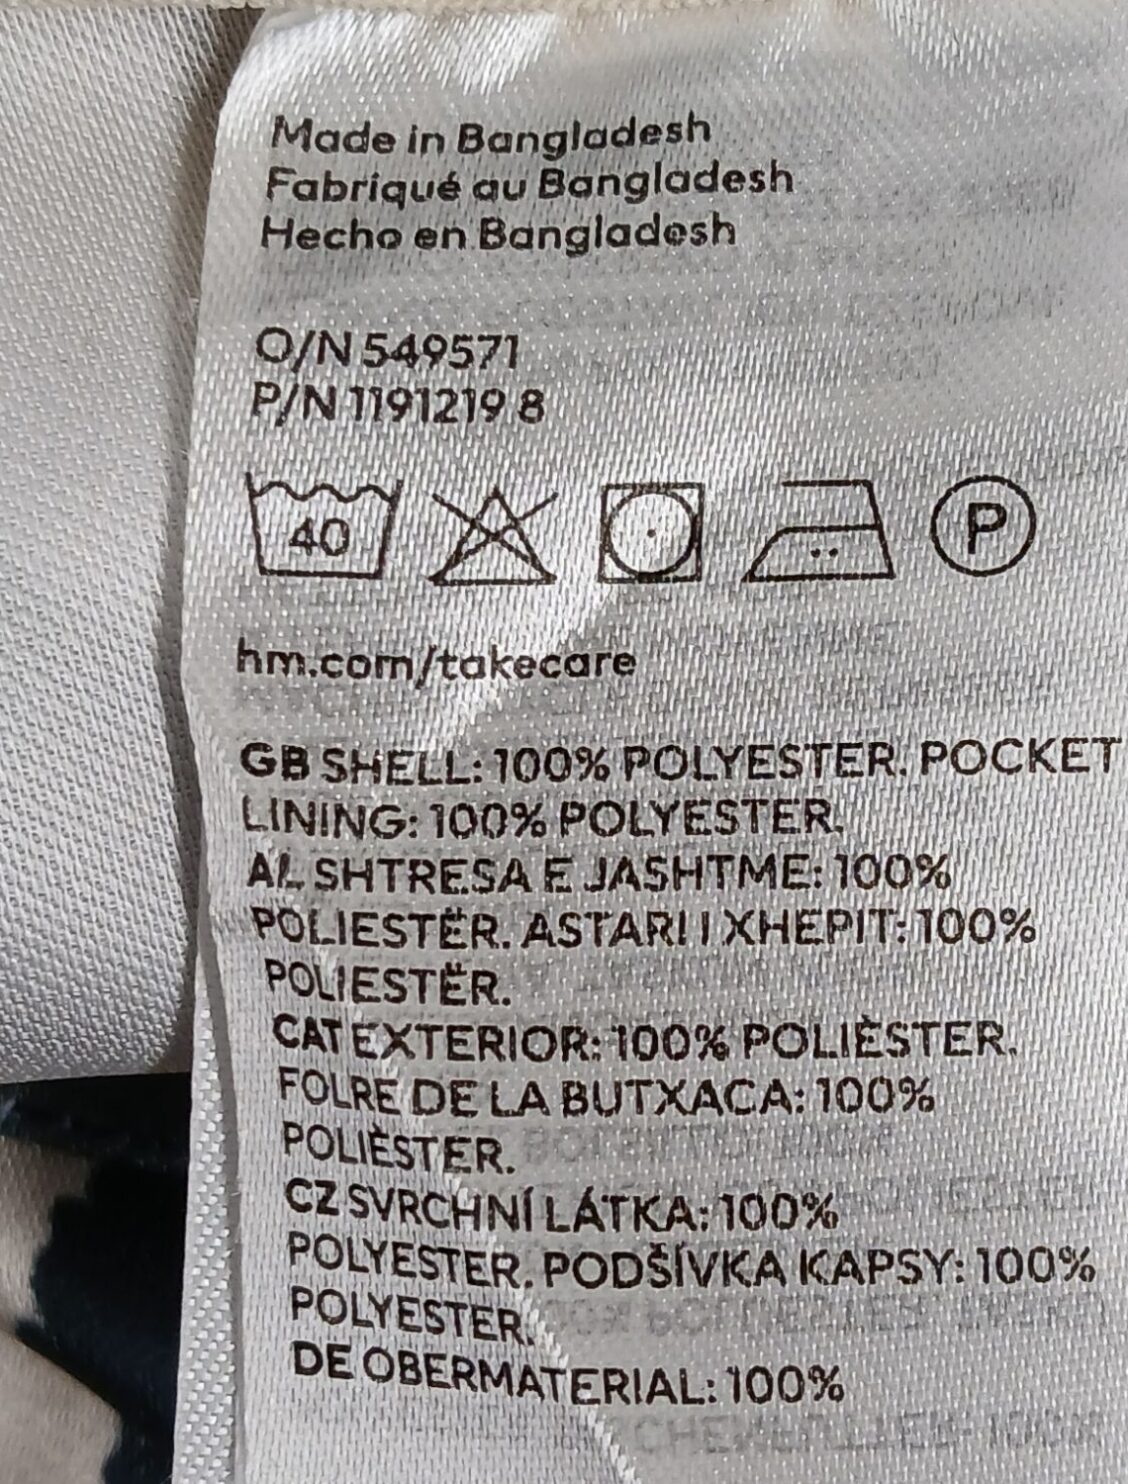 Made in Bangladesh
Fabriqué au Bangladesh
Hecho en Bangladesh
O/N 549571
P/N 1191219 8
40 P
hm.com/takecare
GB SHELL: 100% POLYESTER. POCKET
LINING: 100% POLYESTER.
AL SHTRESA E JASHTME: 100%
POLIESTËR. ASTARI I XHEPIT: 100%
POLIESTËR.
CAT EXTERIOR: 100% POLIÈSTER.
FOLRE DE LA BUTXACA: 100%
POLIÈSTER.
CZ SVRCHNÍ LÁTKA: 100%
POLYESTER. PODŠÍVKA KAPSY: 100%
POLYESTER.
DE OBERMATERIAL: 100%